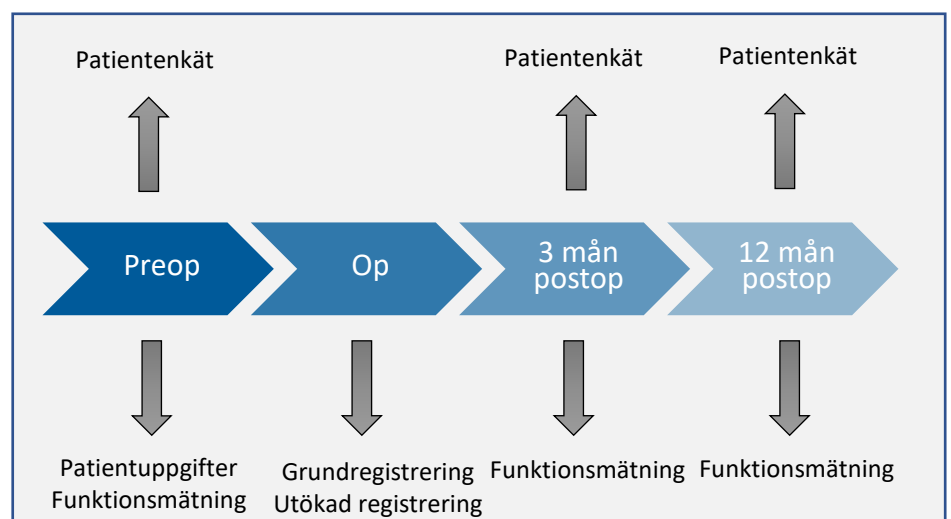 Patientenkät
Patientenkät
Patientenkät
Preop
Op
3 mån
postop
12 mån
postop
Patientuppgifter
Funktionsmätning
Grundregistrering
Utökad registrering
Funktionsmätning
Funktionsmätning